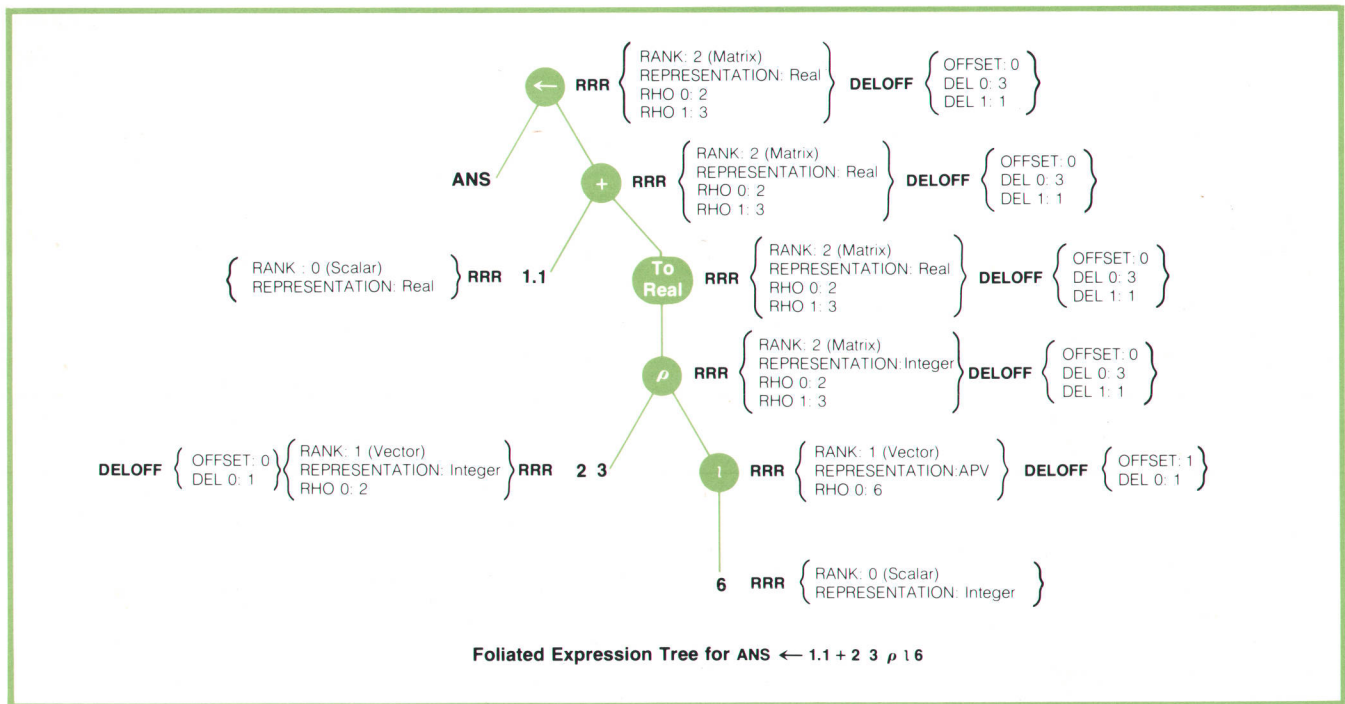 ← RRR { RANK: 2 (Matrix) REPRESENTATION: Real RHO 0: 2 RHO 1: 3 } DELOFF { OFFSET: 0 DEL 0: 3 DEL 1: 1 }
ANS + RRR { RANK: 2 (Matrix) REPRESENTATION: Real RHO 0: 2 RHO 1: 3 } DELOFF { OFFSET: 0 DEL 0: 3 DEL 1: 1 }
{ RANK : 0 (Scalar) REPRESENTATION: Real } RRR 1.1 To Real RRR { RANK: 2 (Matrix) REPRESENTATION: Real RHO 0: 2 RHO 1: 3 } DELOFF { OFFSET: 0 DEL 0: 3 DEL 1: 1 }
ρ RRR { RANK: 2 (Matrix) REPRESENTATION: Integer RHO 0: 2 RHO 1: 3 } DELOFF { OFFSET: 0 DEL 0: 3 DEL 1: 1 }
DELOFF { OFFSET: 0 DEL 0: 1 } { RANK: 1 (Vector) REPRESENTATION: Integer RHO 0: 2 } RRR 2 3 ι RRR { RANK: 1 (Vector) REPRESENTATION:APV RHO 0: 6 } DELOFF { OFFSET: 1 DEL 0: 1 }
6 RRR { RANK: 0 (Scalar) REPRESENTATION: Integer }
Foliated Expression Tree for ANS ← 1.1 + 2 3 ρ ι 6